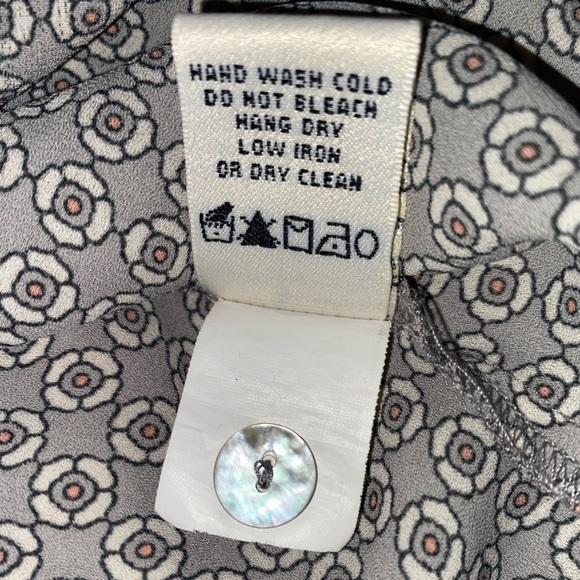 HAND WASH COLD
DO NOT BLEACH
HANG DRY
LOW IRON
OR DRY CLEAN